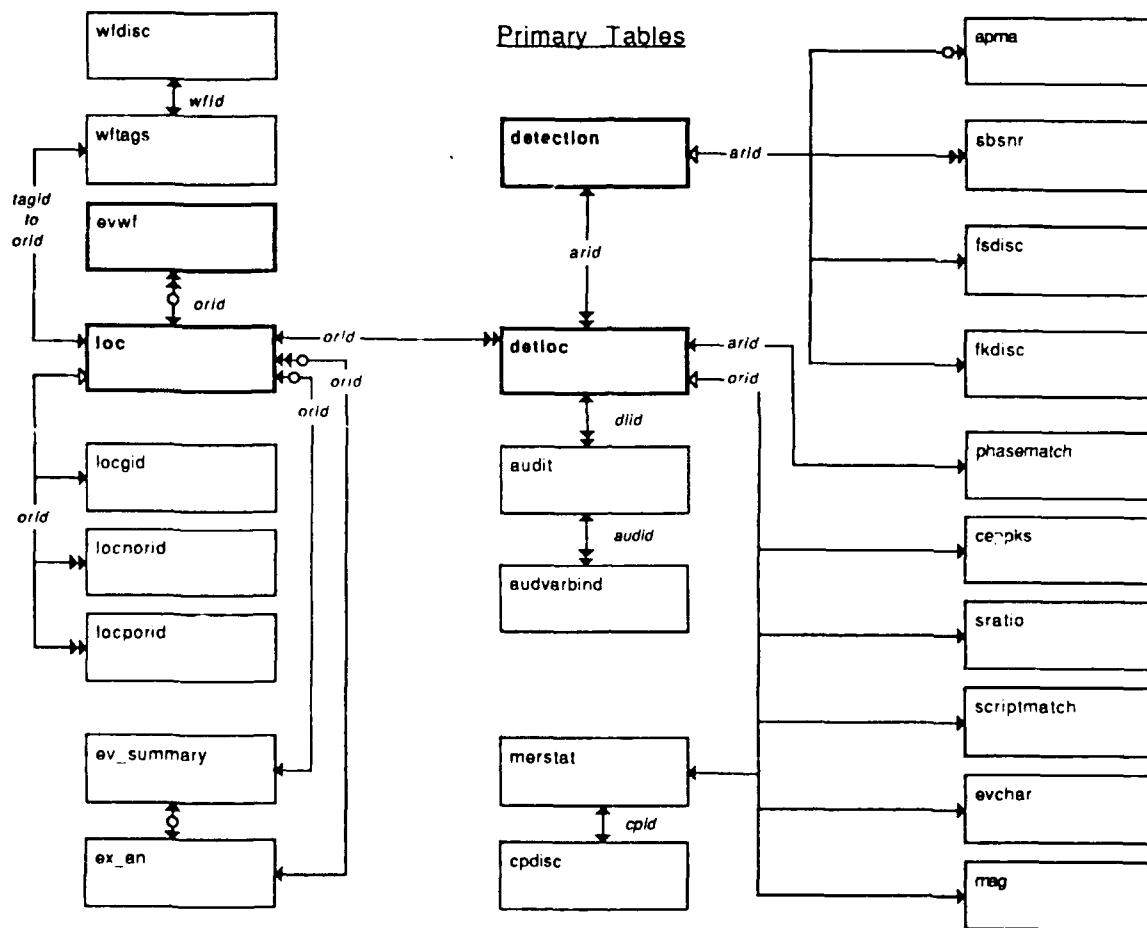 Primary Tables
wfdisc
wfid
wftags
tagid
to
orid
evwf
orid
loc
orid
orid
orid
locgid
orid
locnorid
locporid
ev_summary
ex_an
detection
arid
arid
detloc
arid
orid
dlid
audit
audid
audvarbind
merstat
cpid
cpdisc
apma
sbsnr
fsdisc
fkdisc
phasematch
sratio
scriptmatch
evchar
mag